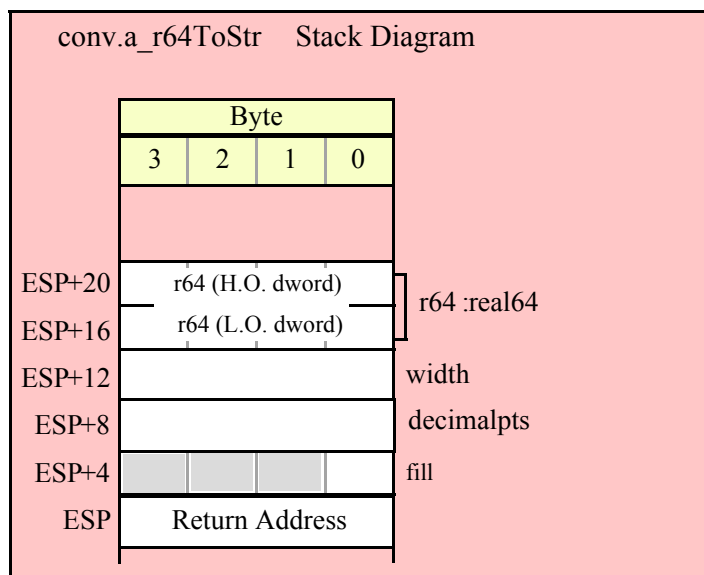 conv.a_r64ToStr Stack Diagram
Byte
3 2 1 0
ESP+20 r64 (H.O. dword)
r64 :real64
ESP+16 r64 (L.O. dword)
ESP+12 width
ESP+8 decimalpts
ESP+4 fill
ESP Return Address